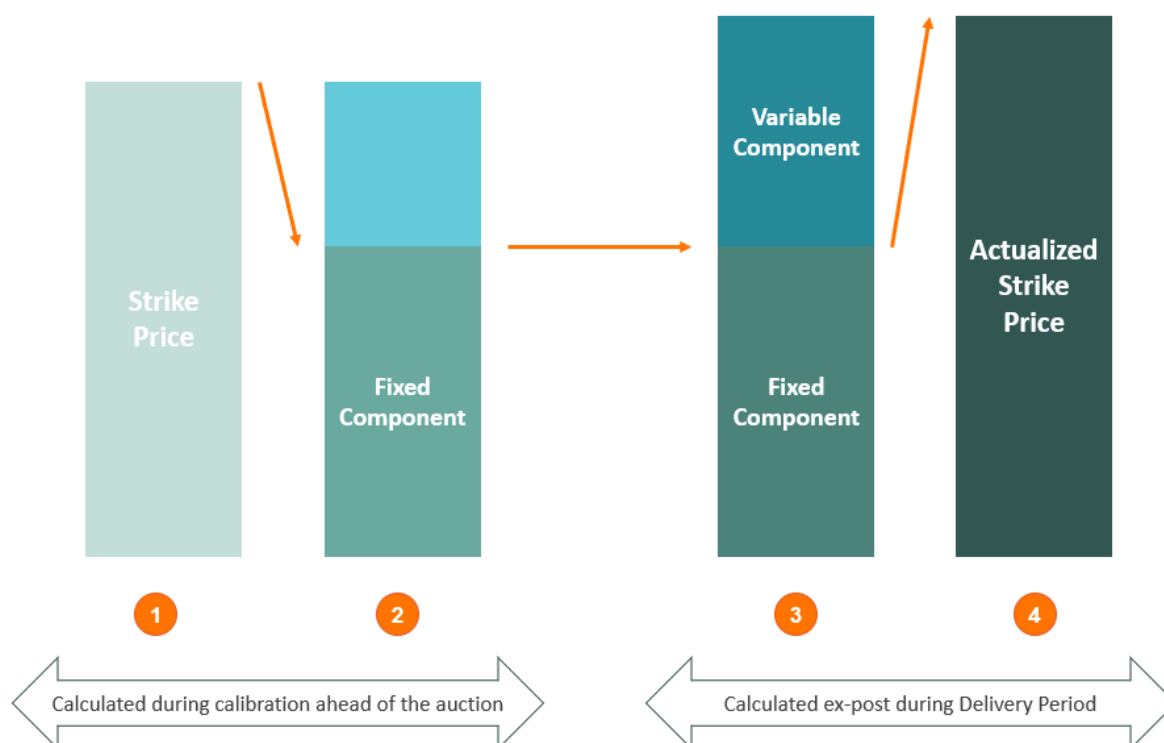 Strike
Price
Fixed
Component
Variable
Component
Fixed
Component
Actualized
Strike
Price
1
2
3
4
Calculated during calibration ahead of the auction
Calculated ex-post during Delivery Period